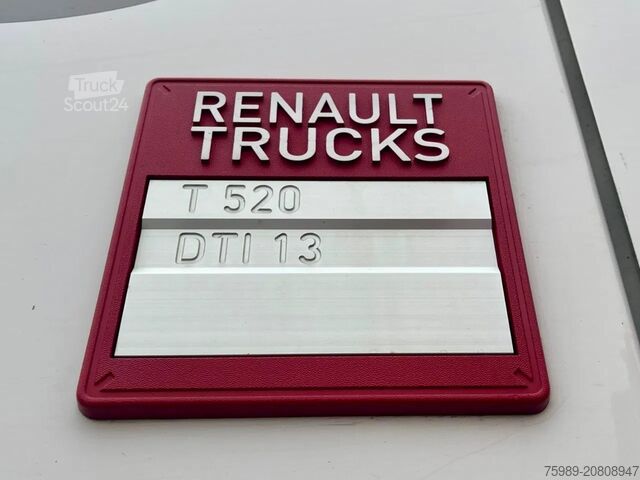 Truck
Scout24
RENAULT
TRUCKS
T 520
DTI 13
75989-20808947